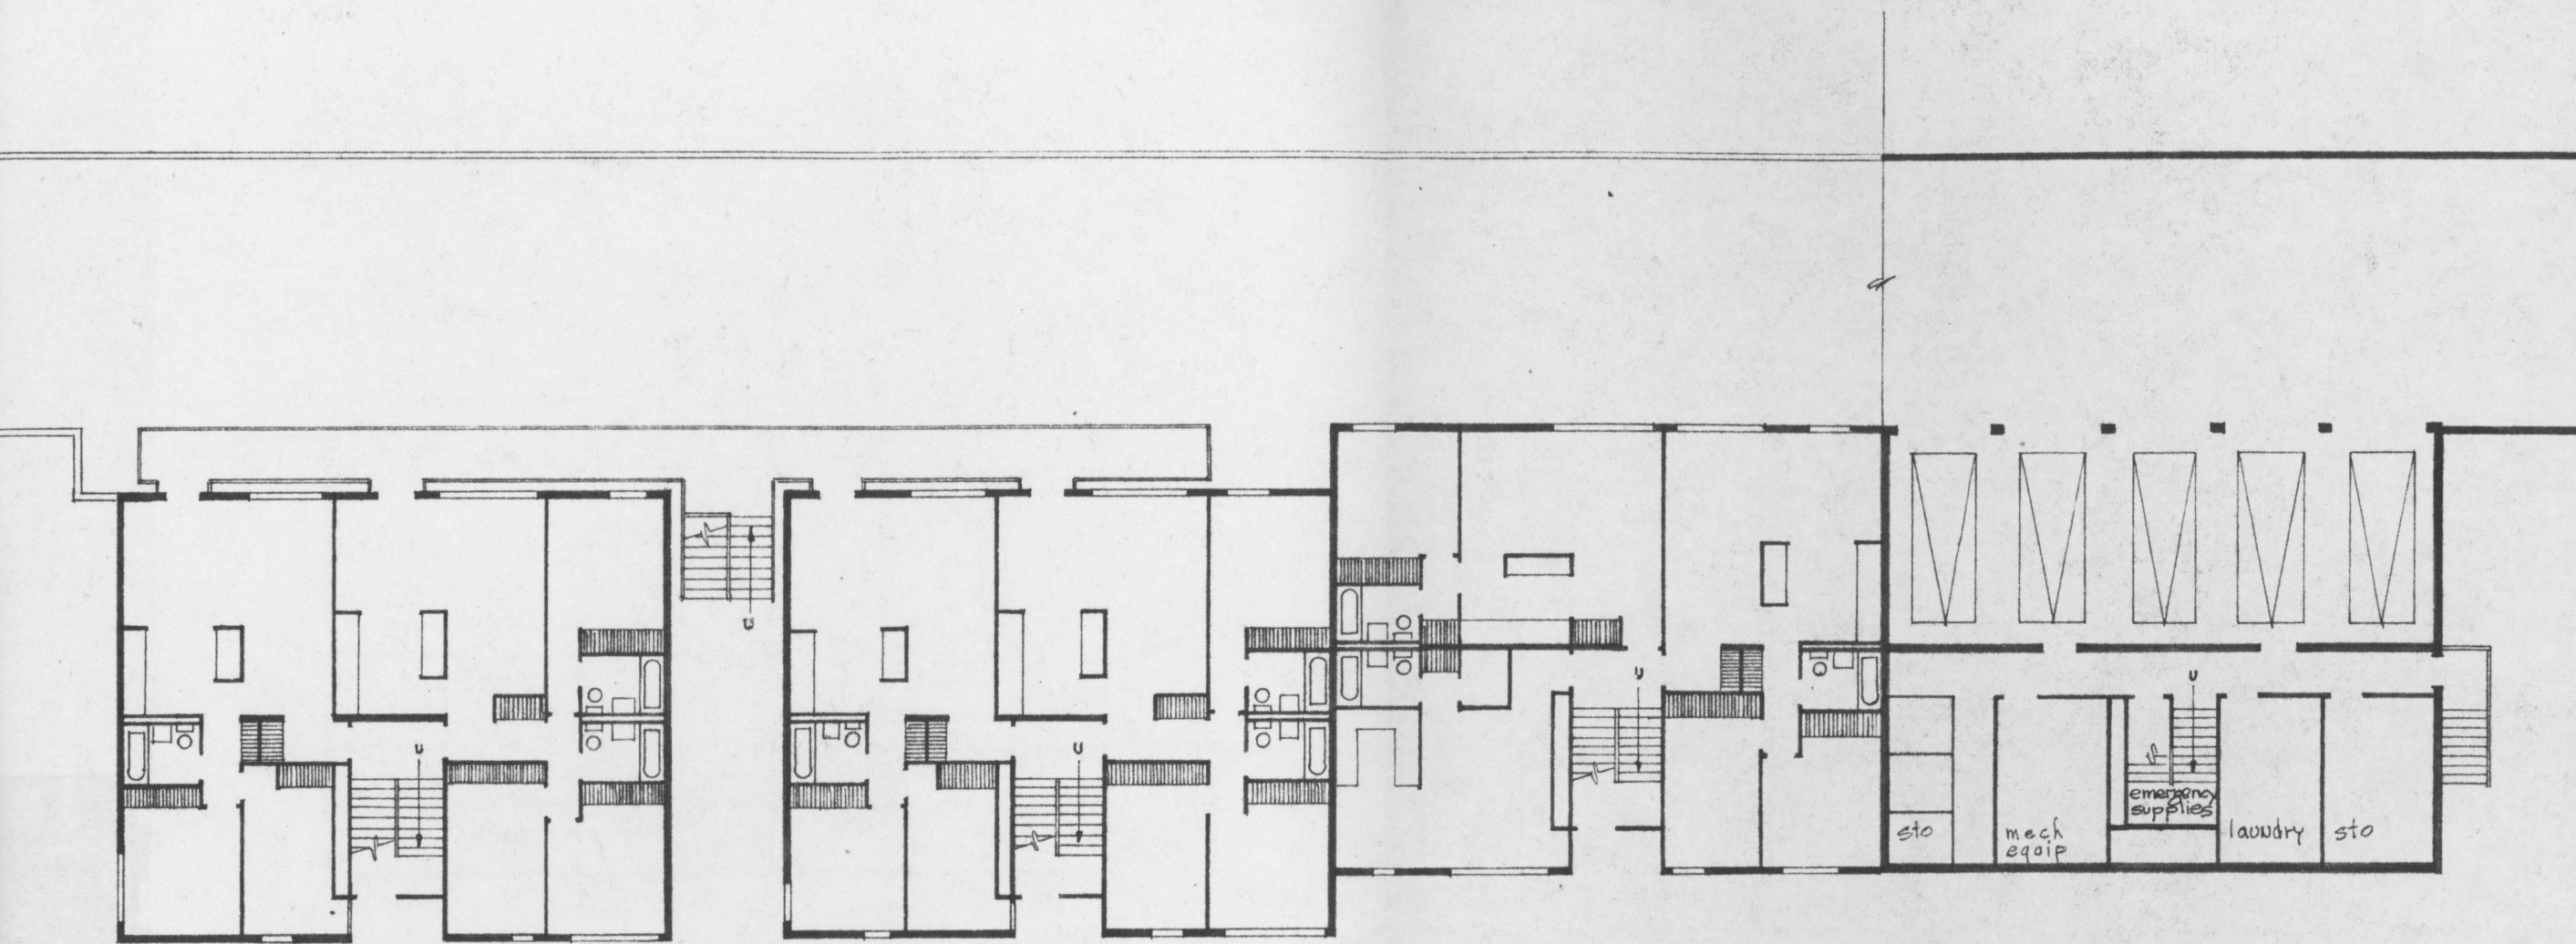 U
U
U
U
U
emergency
supplies
sto
mech
equip
laundry
sto